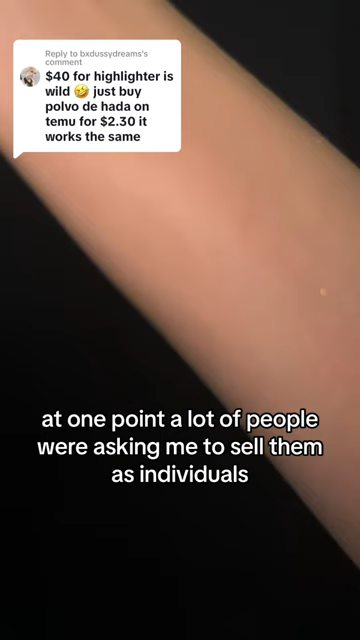 Reply to bxdussydreams's
comment
$40 for highlighter is
wild 🤣 just buy
polvo de hada on
temu for $2.30 it
works the same
at one point a lot of people
were asking me to sell them
as individuals